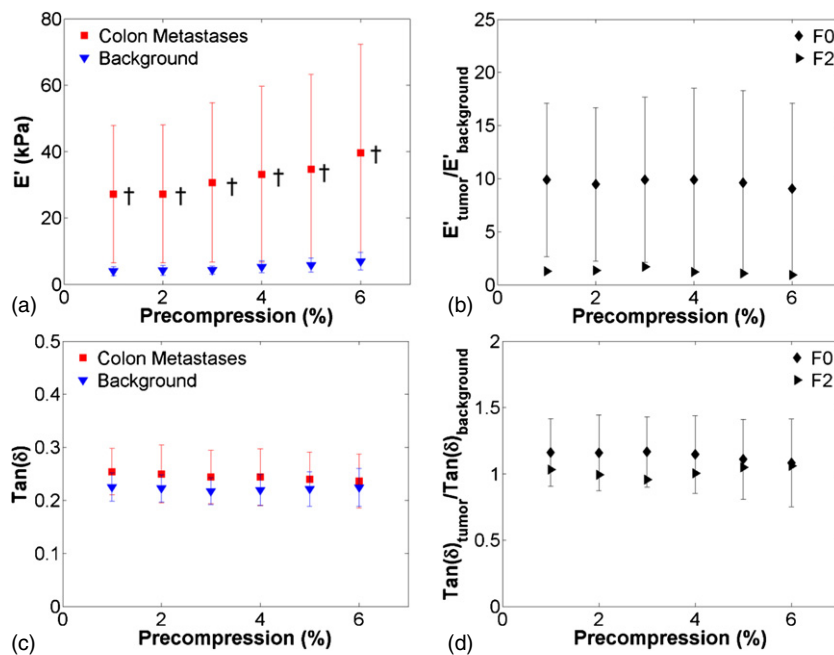 80
60
40
20
0
E' (kPa)
Colon Metastases
Background
† † † † † †
0 2 4 6
Precompression (%)
(a)
25
20
15
10
5
0
E'tumor/E'background
F0
F2
0 2 4 6
Precompression (%)
(b)
0.5
0.4
0.3
0.2
0.1
0
Tan(δ)
Colon Metastases
Background
0 2 4 6
Precompression (%)
(c)
2
1.5
1
0.5
0
Tan(δ)tumor/Tan(δ)background
F0
F2
0 2 4 6
Precompression (%)
(d)